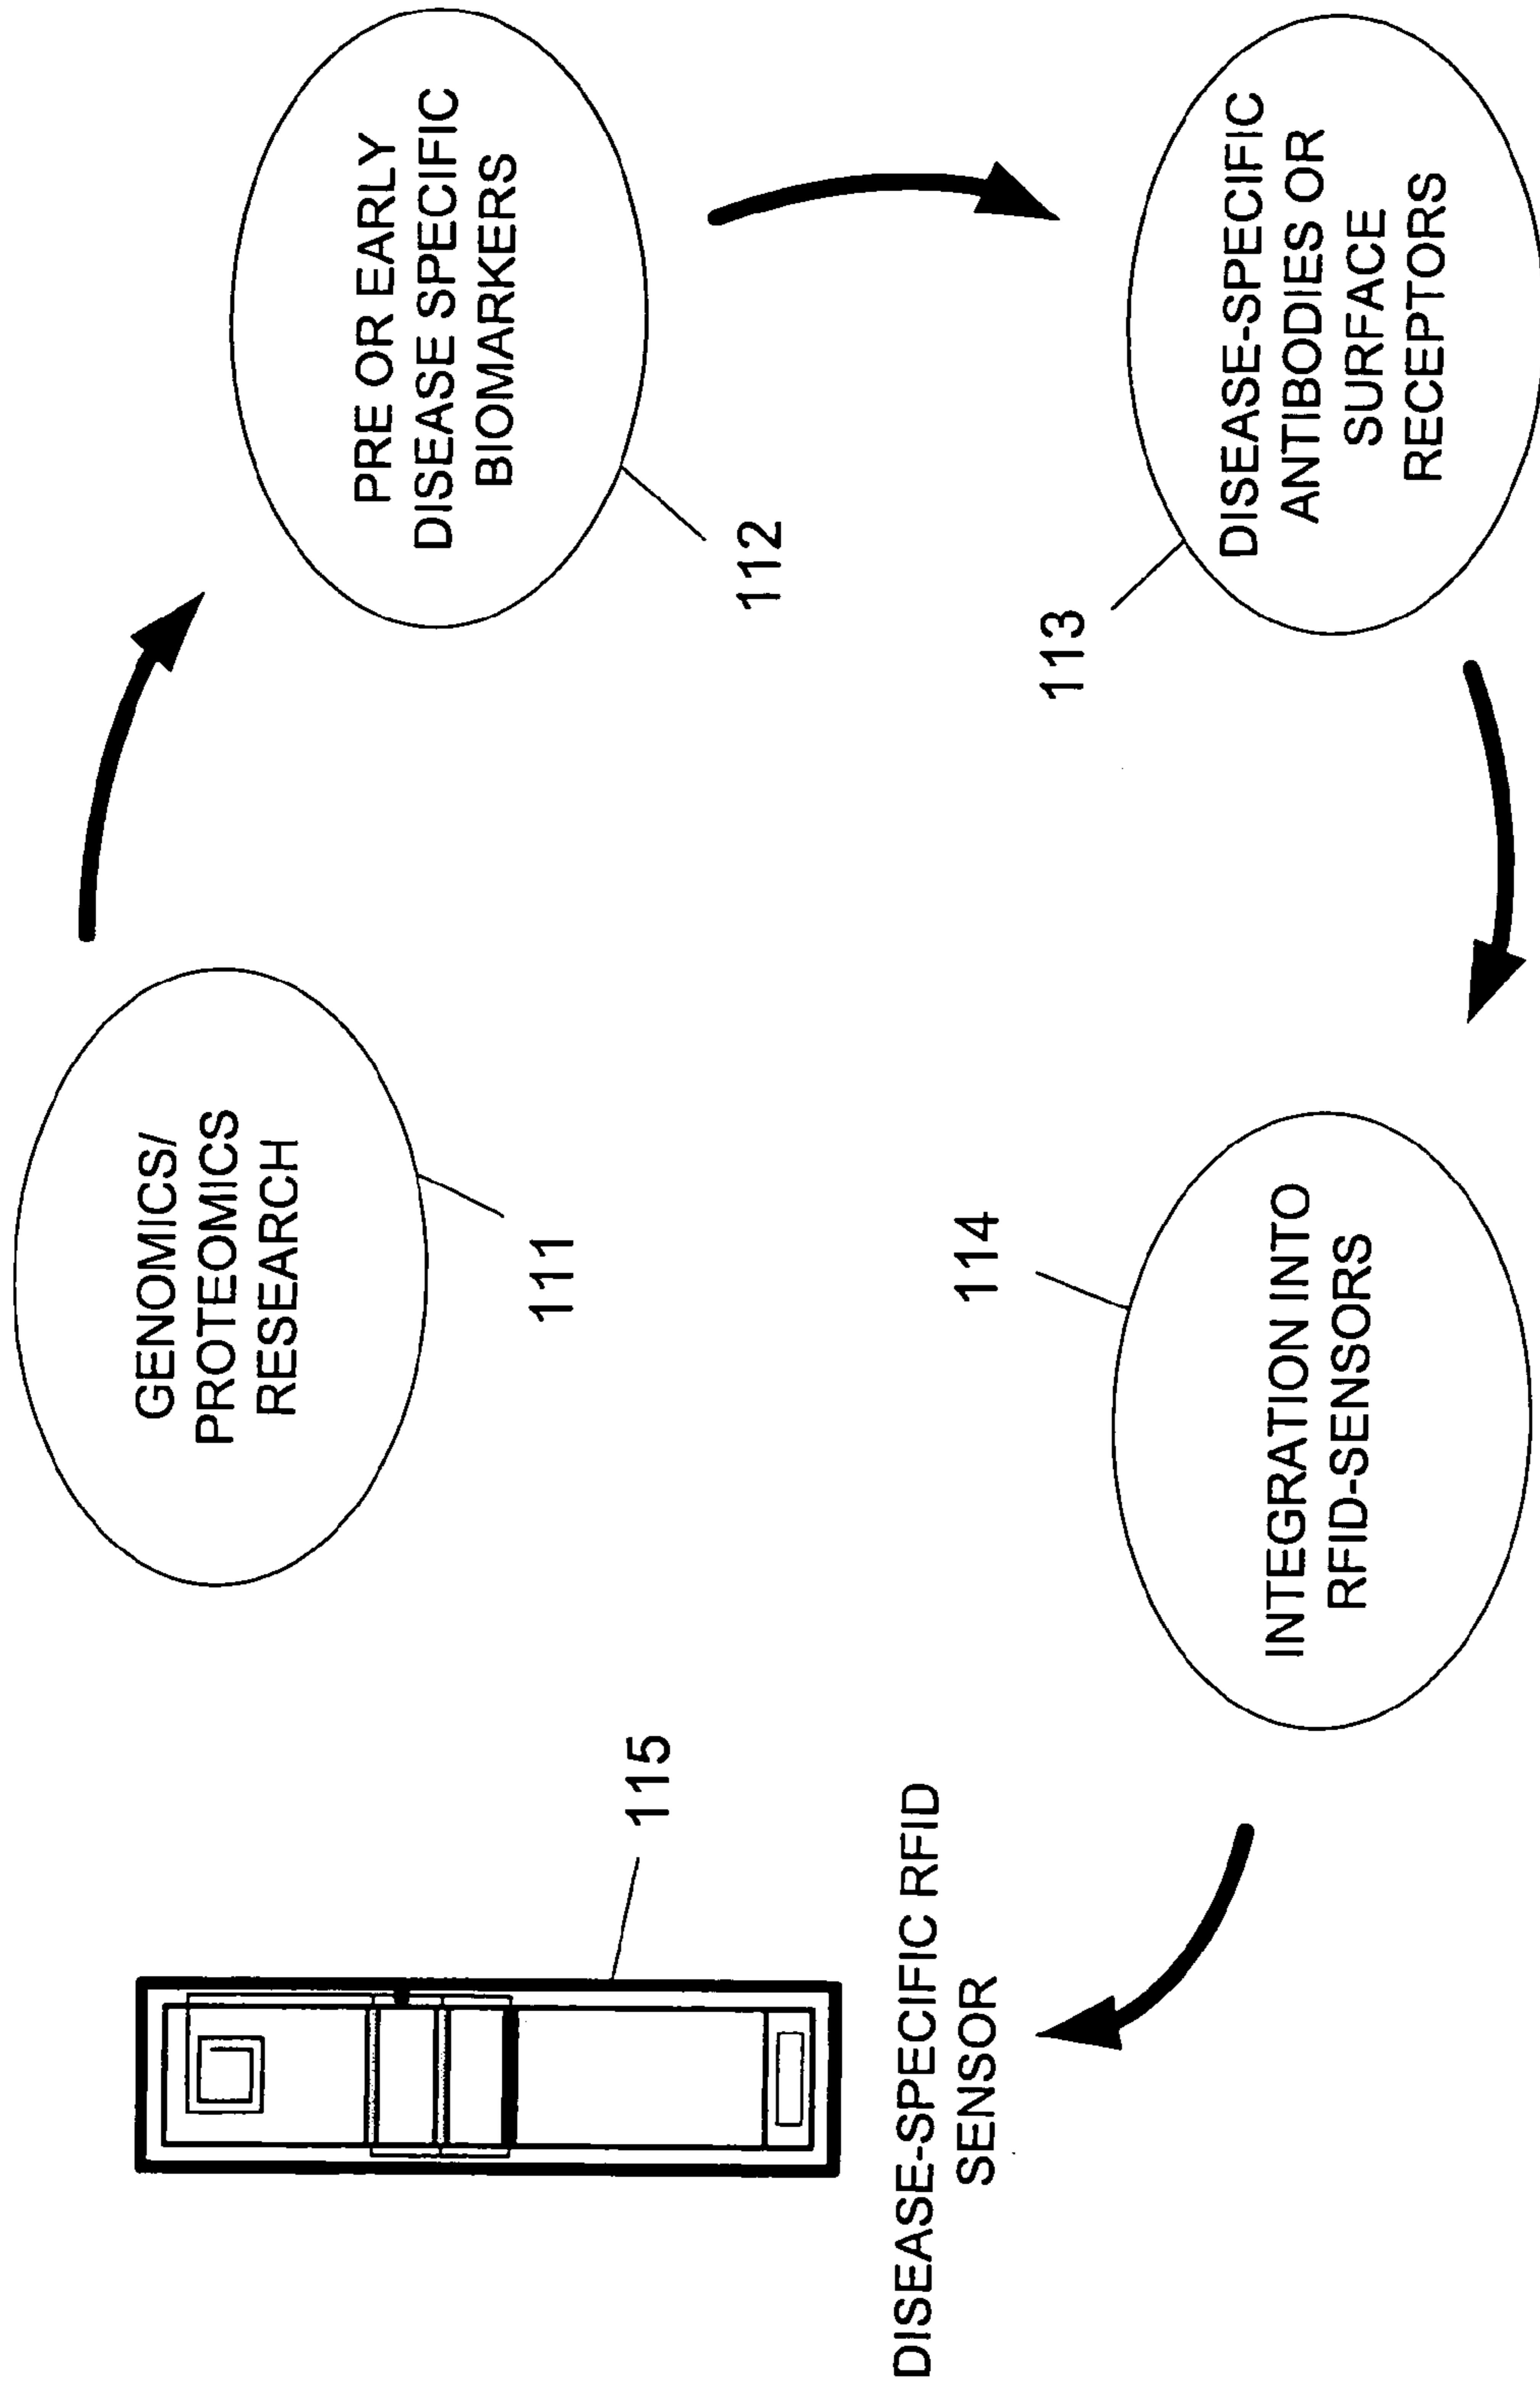 GENOMICS/
PROTEOMICS
RESEARCH
111
PRE OR EARLY
DISEASE SPECIFIC
BIOMARKERS
112
113
DISEASE-SPECIFIC
ANTIBODIES OR
SURFACE
RECEPTORS
114
INTEGRATION INTO
RFID-SENSORS
115
DISEASE-SPECIFIC RFID
SENSOR